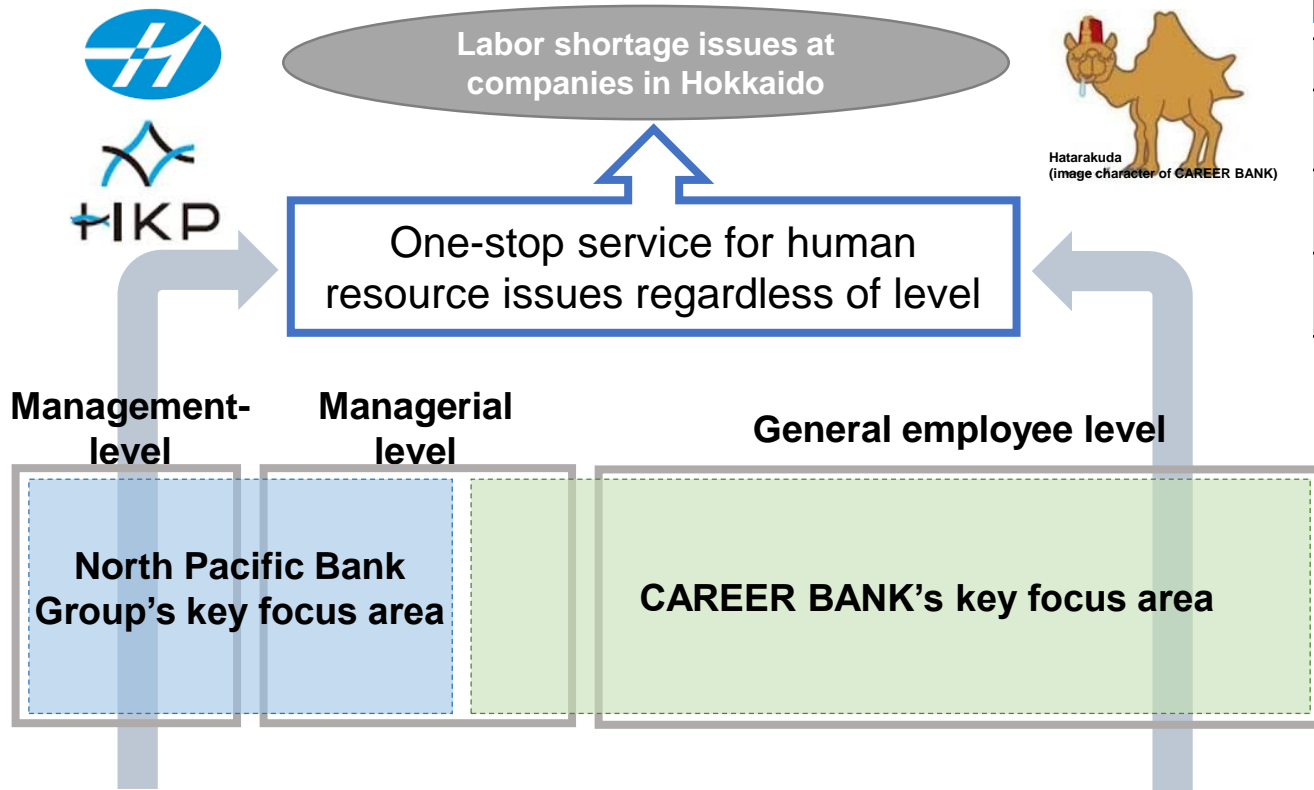 Labor shortage issues at
companies in Hokkaido
HKP
Hatarakuda
(image character of CAREER BANK)
One-stop service for human
resource issues regardless of level
Management-
level
Managerial
level
General employee level
North Pacific Bank
Group's key focus area
CAREER BANK's key focus area